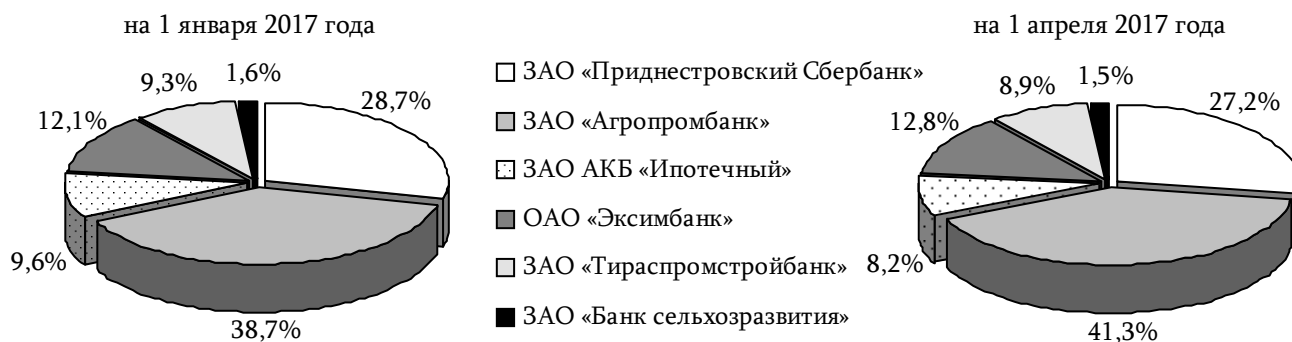 на 1 января 2017 года
9,3%
1,6%
28,7%
12,1%
9,6%
38,7%
ЗАО «Приднестровский Сбербанк»
ЗАО «Агропромбанк»
ЗАО АКБ «Ипотечный»
ОАО «Эксимбанк»
ЗАО «Тираспромстройбанк»
ЗАО «Банк сельхозразвития»
на 1 апреля 2017 года
8,9%
1,5%
27,2%
12,8%
8,2%
41,3%